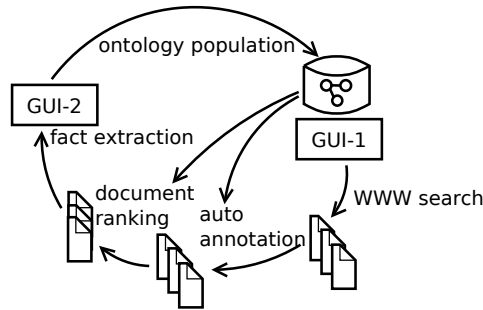 ontology population
GUI-2
GUI-1
fact extraction
document
ranking
WWW search
auto
annotation